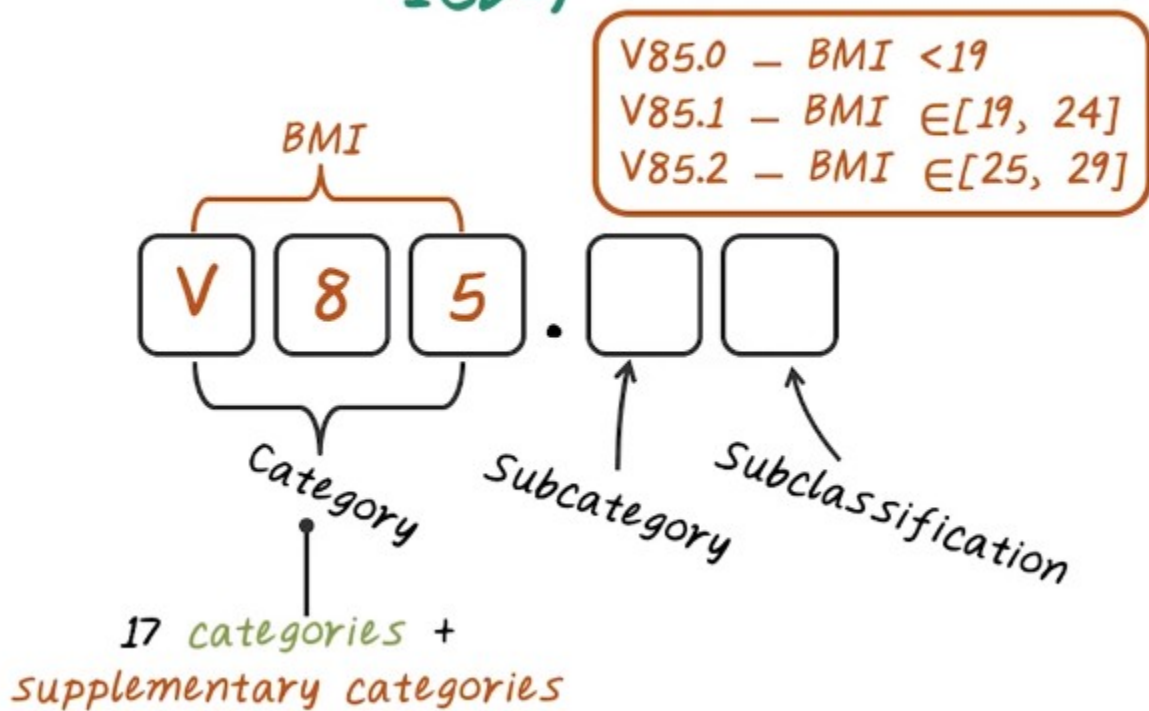 V85.0 – BMI <19
V85.1 – BMI ∈[19, 24]
V85.2 – BMI ∈[25, 29]
BMI
V 8 5 .
Category
Subcategory
Subclassification
17 categories +
supplementary categories